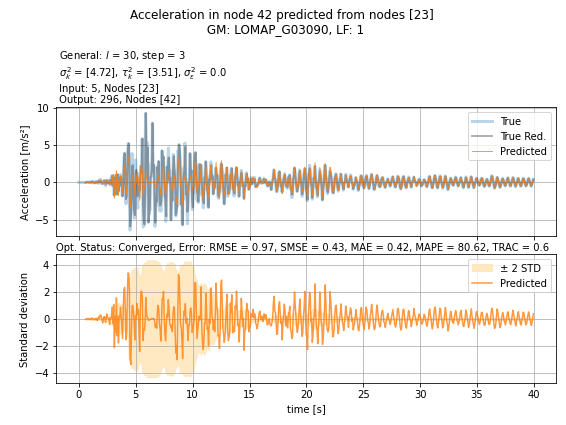 Acceleration in node 42 predicted from nodes [23]
GM: LOMAP_G03090, LF: 1
General: l = 30, step = 3
σ²ₖ = [4.72], τ²ₖ = [3.51], σ²ε = 0.0
Input: 5, Nodes [23]
Output: 296, Nodes [42]
Acceleration [m/s²]
10
5
0
−5
True
True Red.
Predicted
Opt. Status: Converged, Error: RMSE = 0.97, SMSE = 0.43, MAE = 0.42, MAPE = 80.62, TRAC = 0.6
Standard deviation
4
2
0
−2
−4
± 2 STD
Predicted
0 5 10 15 20 25 30 35 40
time [s]